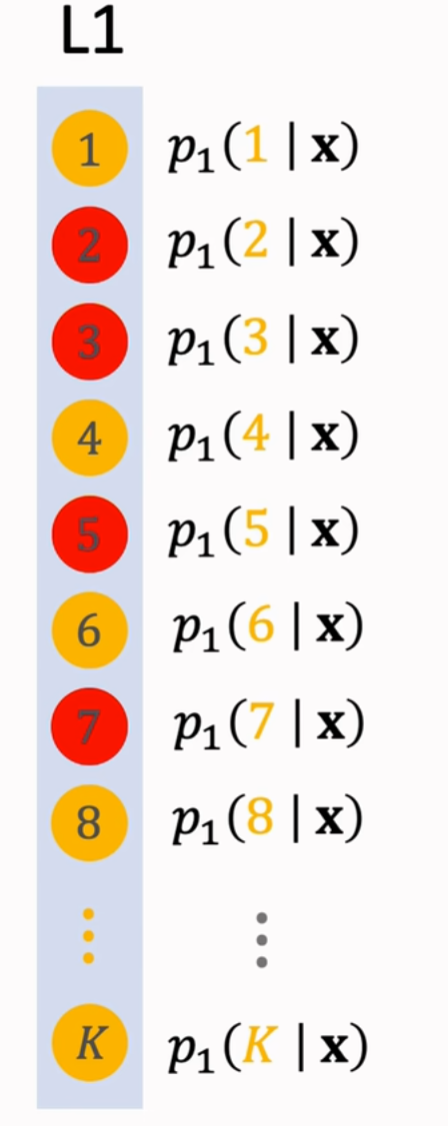 L1
1 p₁(1 | x)
2 p₁(2 | x)
3 p₁(3 | x)
4 p₁(4 | x)
5 p₁(5 | x)
6 p₁(6 | x)
7 p₁(7 | x)
8 p₁(8 | x)
⋮ ⋮
K p₁(K | x)